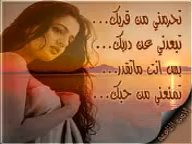 تحرمني من قربك...
تبعدني عن دربك...
بس انت ماتقدر...
تمنعني من حبك...